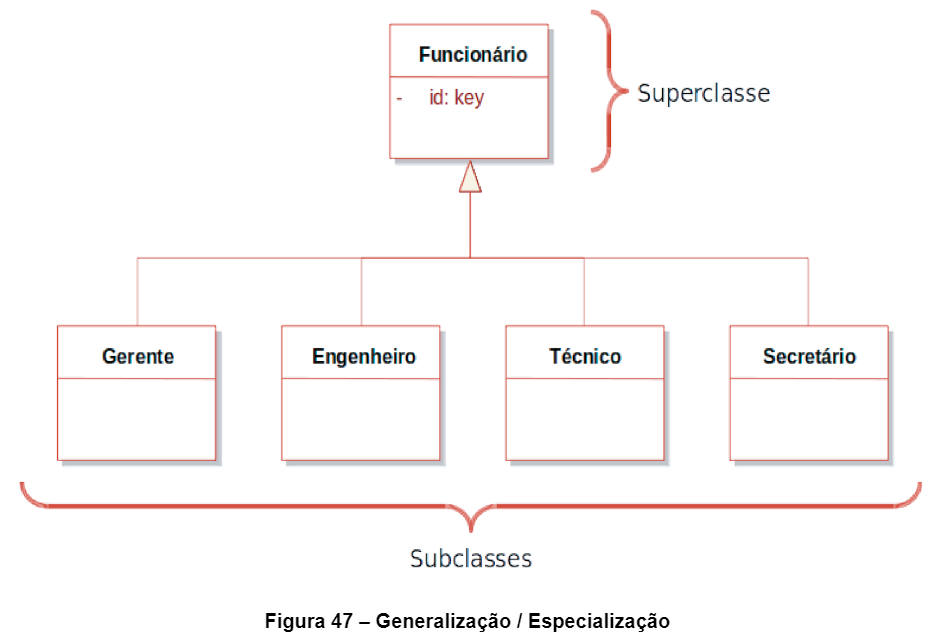 Funcionário
- id: key
Superclasse
Gerente
Engenheiro
Técnico
Secretário
Subclasses
Figura 47 – Generalização / Especialização